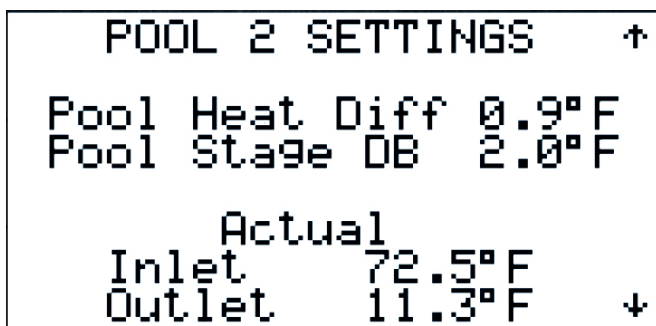 POOL 2 SETTINGS ↑
Pool Heat Diff 0.9°F
Pool Stage DB 2.0°F
Actual
Inlet 72.5°F
Outlet 11.3°F ↓